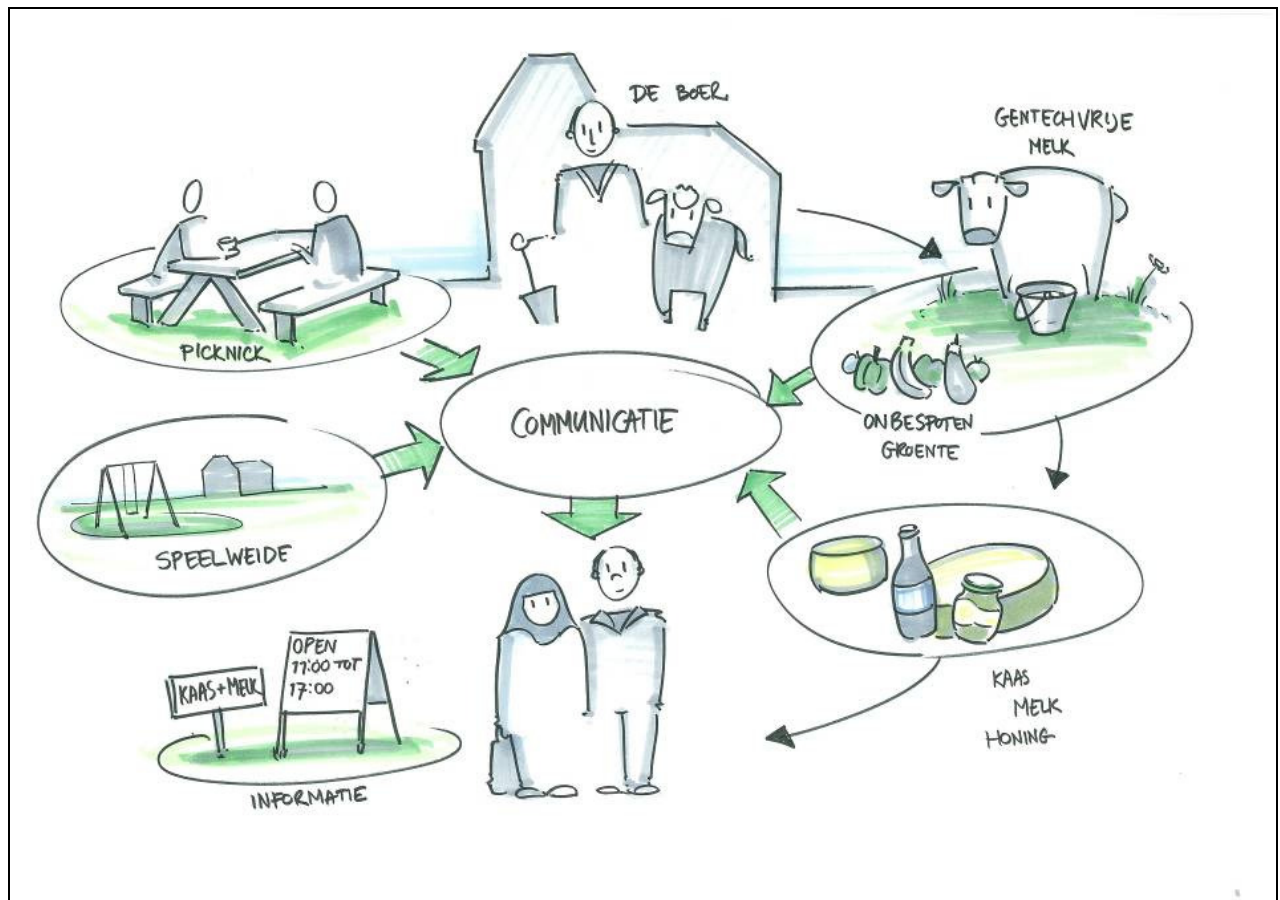 DE BOER
GENTECHVRIJE
MELK
PICKNICK
COMMUNICATIE
ONBESPOTEN
GROENTE
SPEELWEIDE
OPEN
11:00 TOT
17:00
KAAS+MELK
INFORMATIE
KAAS
MELK
HONING